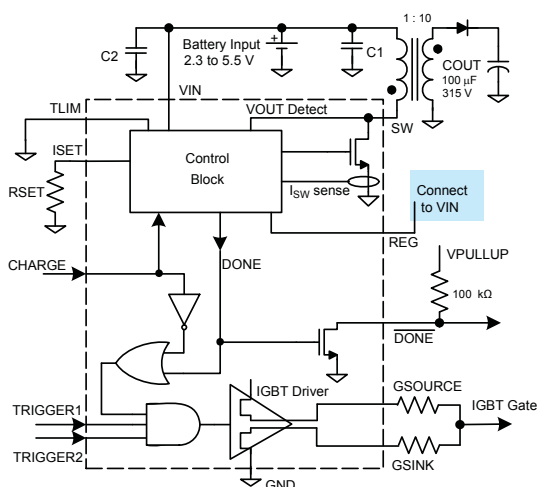 1 : 10
C2
Battery Input
2.3 to 5.5 V
+
C1
COUT
100 µF
315 V
VIN
TLIM
VOUT Detect
SW
ISET
Control
Block
RSET
ISW sense
Connect
to VIN
REG
VPULLUP
CHARGE
DONE
100 kΩ
DONE
IGBT Driver
GSOURCE
IGBT Gate
TRIGGER1
TRIGGER2
GSINK
GND